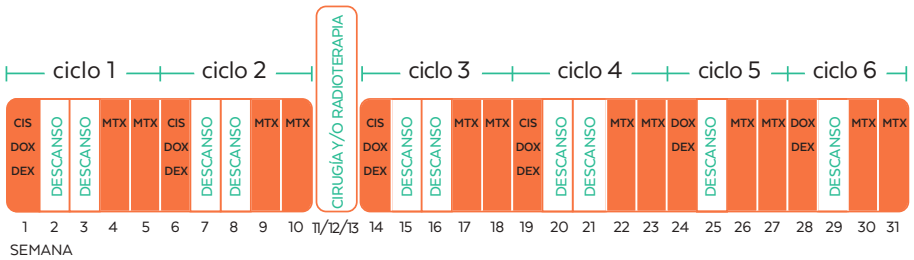 ciclo 1
ciclo 2
ciclo 3
ciclo 4
ciclo 5
ciclo 6
CIS
DOX
DEX
DESCANSO
DESCANSO
MTX
MTX
CIS
DOX
DEX
DESCANSO
DESCANSO
MTX
MTX
CIRUGÍA Y/O RADIOTERAPIA
CIS
DOX
DEX
DESCANSO
DESCANSO
MTX
MTX
CIS
DOX
DEX
DESCANSO
DESCANSO
MTX
MTX
DOX
DEX
DESCANSO
MTX
MTX
DOX
DEX
DESCANSO
MTX
MTX
1 2 3 4 5 6 7 8 9 10 11/12/13 14 15 16 17 18 19 20 21 22 23 24 25 26 27 28 29 30 31
SEMANA